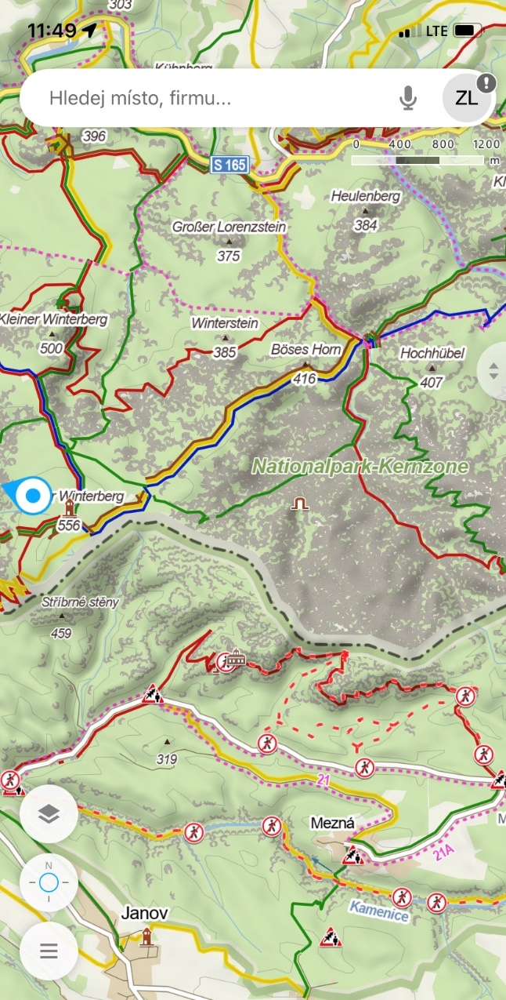 303
11:49
LTE
Kühnberg
Hledej místo, firmu...
ZL
!
396
0 400 800 1200
m
S 165
Heulenberg
384
Kl
Großer Lorenzstein
375
Kleiner Winterberg
500
Winterstein
385
Böses Horn
416
Hochhübel
407
Nationalpark-Kernzone
r Winterberg
556
Stříbrné stěny
459
319
21
Mezná
M
21A
N
Kamenice
Janov